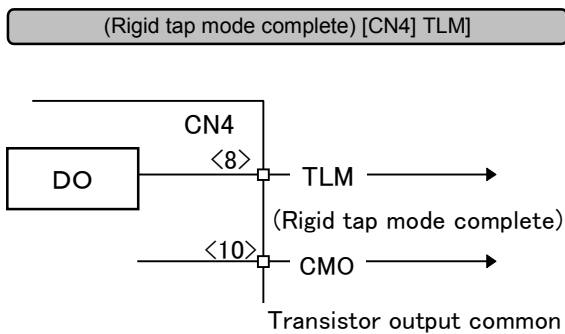 (Rigid tap mode complete) [CN4] TLM]
CN4
DO
<8>
TLM
(Rigid tap mode complete)
<10>
CMO
Transistor output common